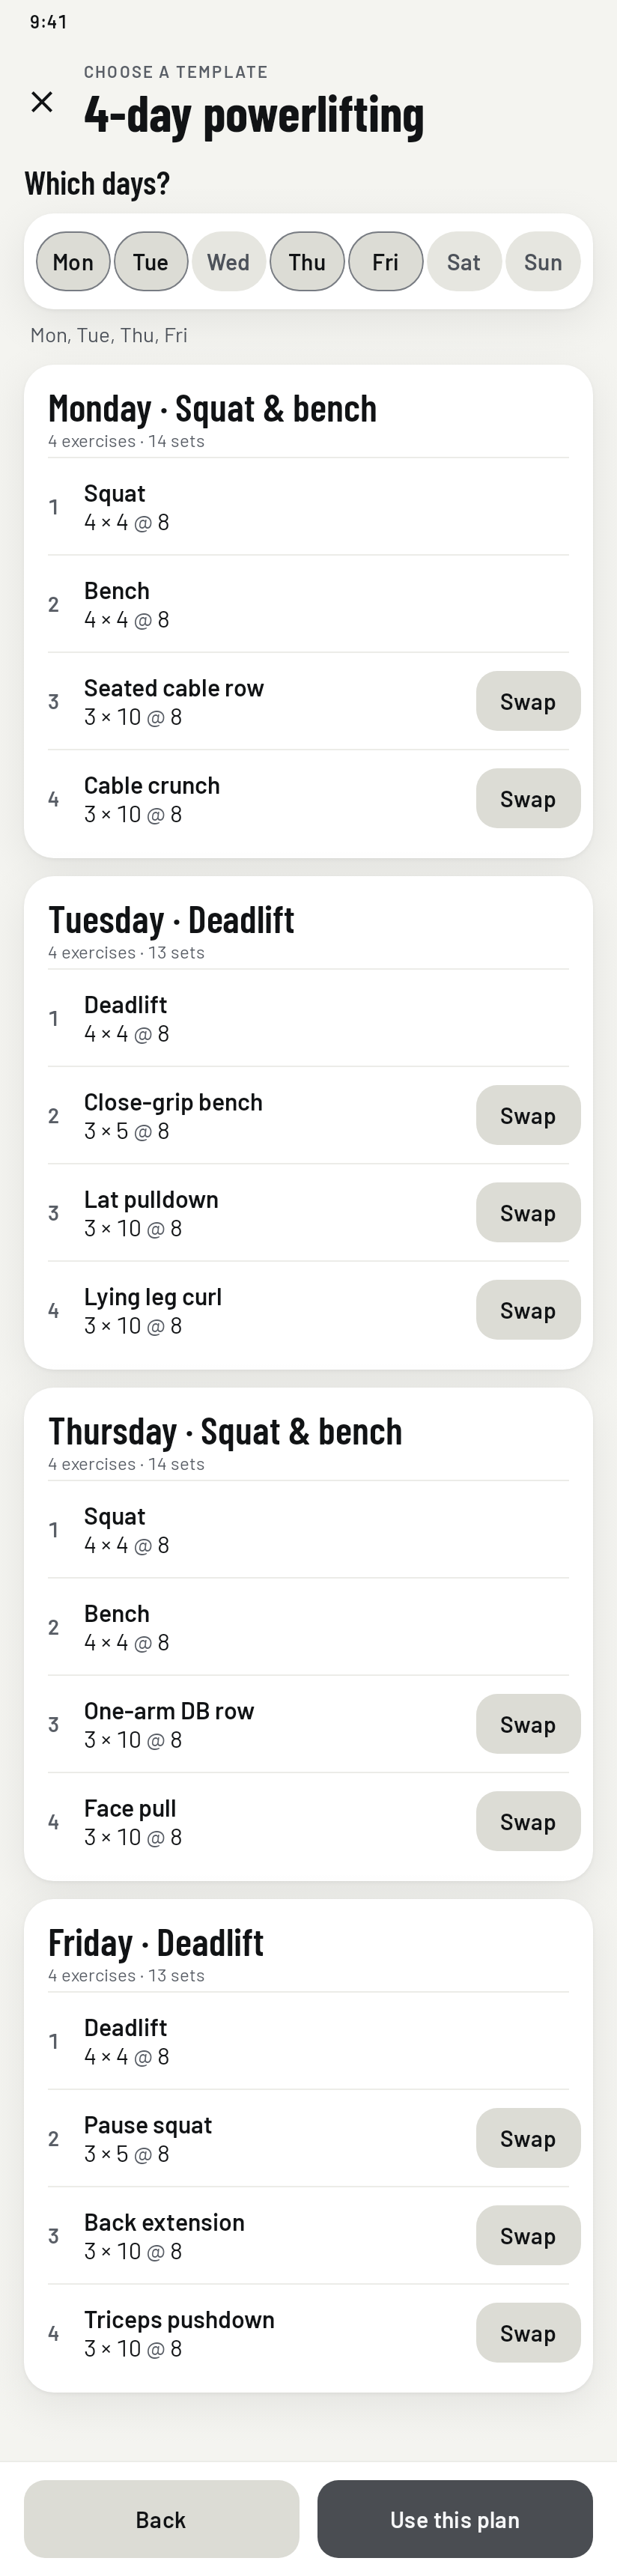 9:41
CHOOSE A TEMPLATE
4-day powerlifting
Which days?
Mon Tue Wed Thu Fri Sat Sun
Mon, Tue, Thu, Fri
Monday · Squat & bench
4 exercises · 14 sets
1 Squat
4 × 4 @ 8
2 Bench
4 × 4 @ 8
3 Seated cable row
3 × 10 @ 8
Swap
4 Cable crunch
3 × 10 @ 8
Swap
Tuesday · Deadlift
4 exercises · 13 sets
1 Deadlift
4 × 4 @ 8
2 Close-grip bench
3 × 5 @ 8
Swap
3 Lat pulldown
3 × 10 @ 8
Swap
4 Lying leg curl
3 × 10 @ 8
Swap
Thursday · Squat & bench
4 exercises · 14 sets
1 Squat
4 × 4 @ 8
2 Bench
4 × 4 @ 8
3 One-arm DB row
3 × 10 @ 8
Swap
4 Face pull
3 × 10 @ 8
Swap
Friday · Deadlift
4 exercises · 13 sets
1 Deadlift
4 × 4 @ 8
2 Pause squat
3 × 5 @ 8
Swap
3 Back extension
3 × 10 @ 8
Swap
4 Triceps pushdown
3 × 10 @ 8
Swap
Back
Use this plan